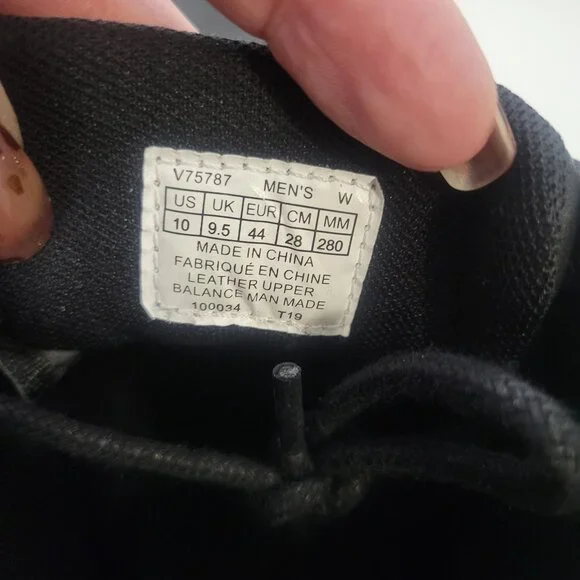 V75787 MEN'S W
US UK EUR CM MM
10 9.5 44 28 280
MADE IN CHINA
FABRIQUÉ EN CHINE
LEATHER UPPER
BALANCE MAN MADE
100034 T19